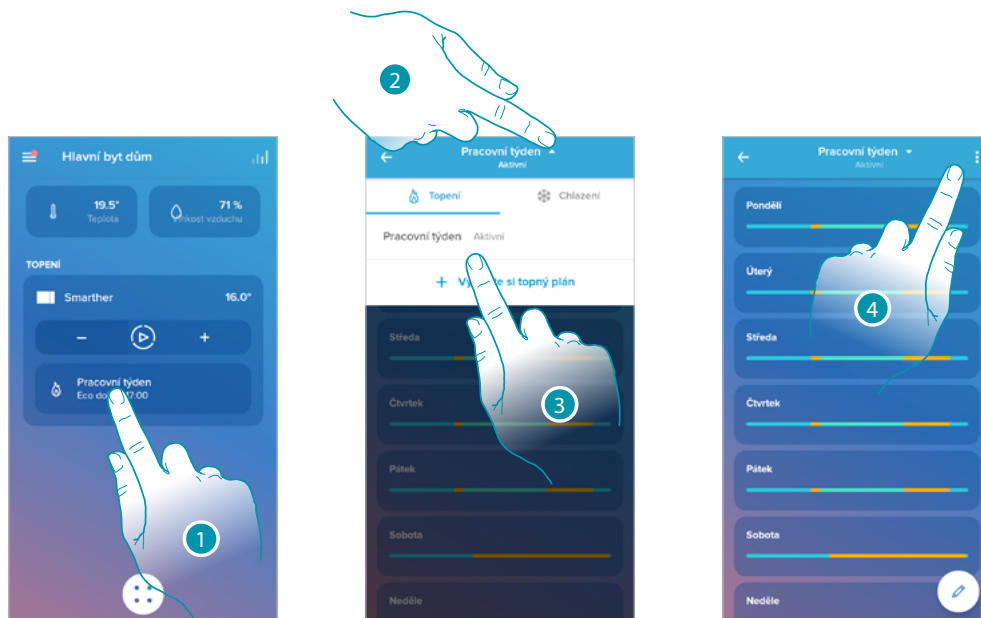 2
Hlavní byt dům
19.5°
Teplota
71 %
vzduchu
TOPENÍ
Smarther
16.0°
Pracovní týden
Eco
17:00
1
Pracovní týden
Aktivní
Topení
Chlazení
Pracovní týden Aktivní
si topný plán
Středa
Čtvrtek
Pátek
Sobota
Neděle
3
Pracovní týden
Aktivní
Pondělí
Úterý
Středa
Čtvrtek
Pátek
Sobota
Neděle
4